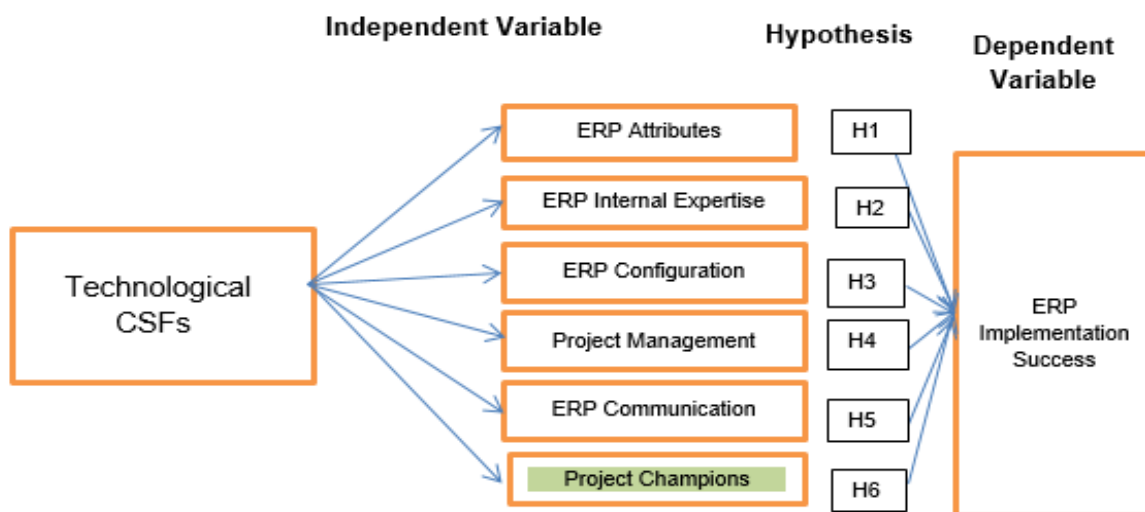 Independent Variable
Hypothesis
Dependent
Variable
ERP Attributes
H1
ERP Internal Expertise
H2
ERP Configuration
H3
Technological
CSFs
Project Management
H4
ERP
Implementation
Success
ERP Communication
H5
Project Champions
H6